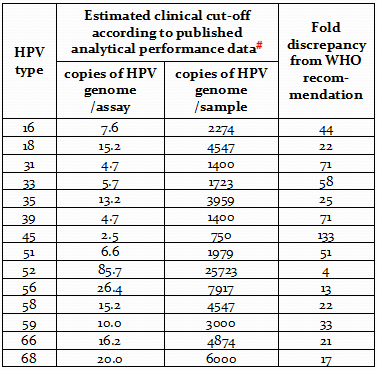 HPV type
Estimated clinical cut-off according to published analytical performance data#
Fold discrepancy from WHO recom-mendation
copies of HPV genome /assay
copies of HPV genome /sample
16 7.6 2274 44
18 15.2 4547 22
31 4.7 1400 71
33 5.7 1723 58
35 13.2 3959 25
39 4.7 1400 71
45 2.5 750 133
51 6.6 1979 51
52 85.7 25723 4
56 26.4 7917 13
58 15.2 4547 22
59 10.0 3000 33
66 16.2 4874 21
68 20.0 6000 17